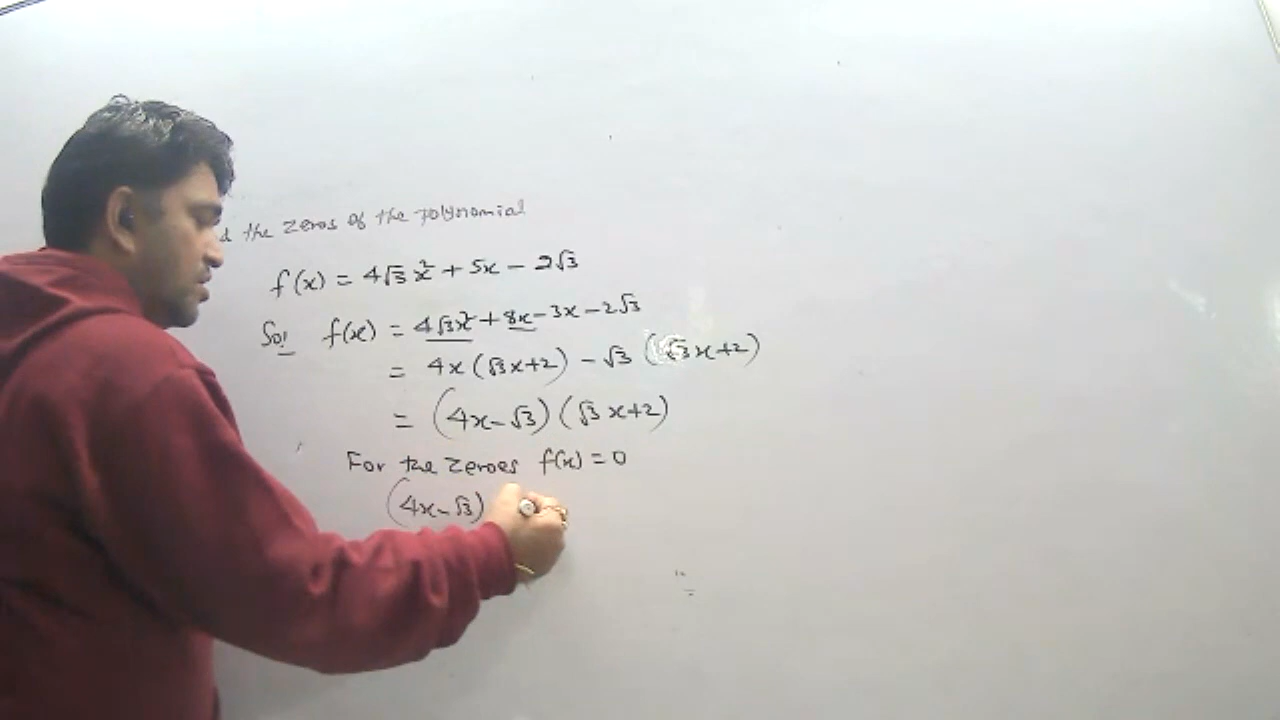 the zeros of the polynomial
f(x) = 4√3 x² + 5x - 2√3
Sol f(x) = 4√3x² + 8x - 3x - 2√3
= 4x (√3x+2) - √3 (√3x+2)
= (4x-√3) (√3x+2)
For the zeroes f(x) = 0
(4x-√3)